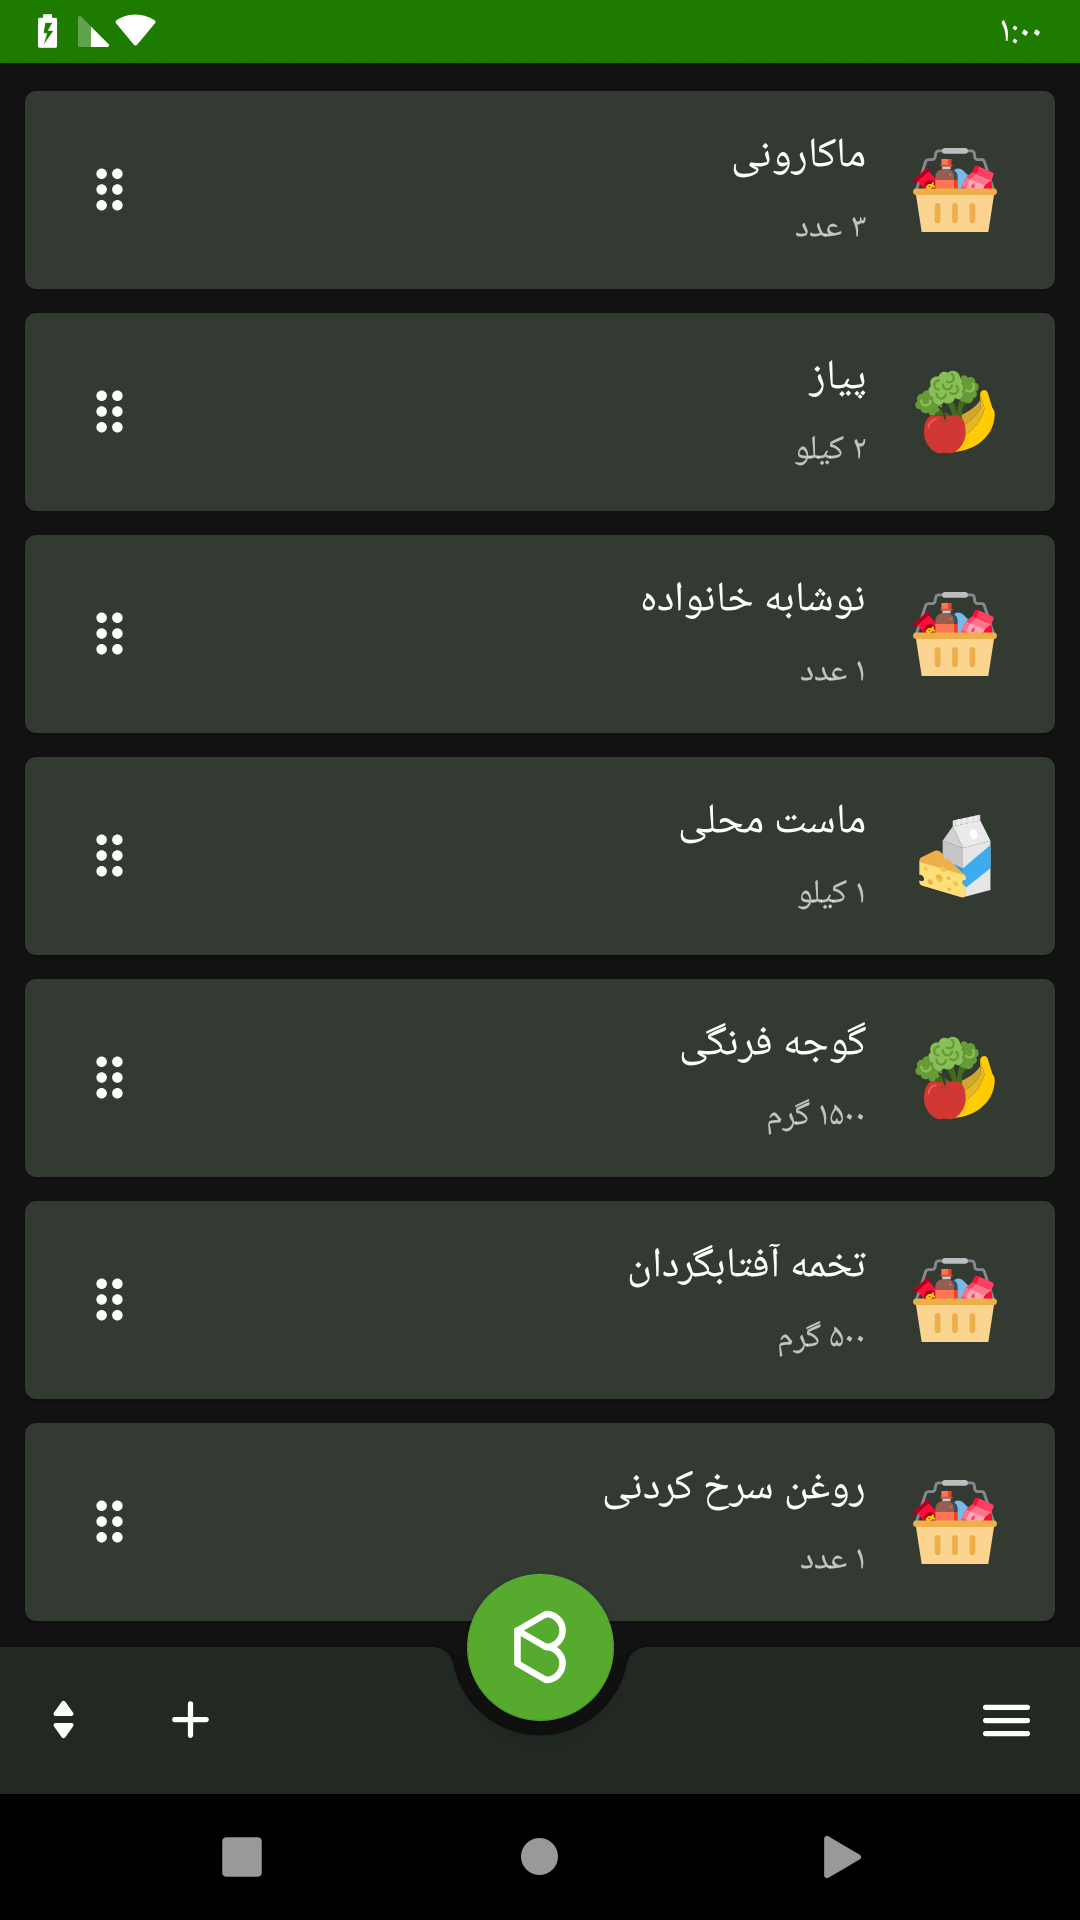 ۱:۰۰
ماکارونی
۳ عدد
پیاز
۲ کیلو
نوشابه خانواده
۱ عدد
ماست محلی
۱ کیلو
گوجه فرنگی
۱۵۰۰ گرم
تخمه آفتابگردان
۵۰۰ گرم
روغن سرخ کردنی
۱ عدد